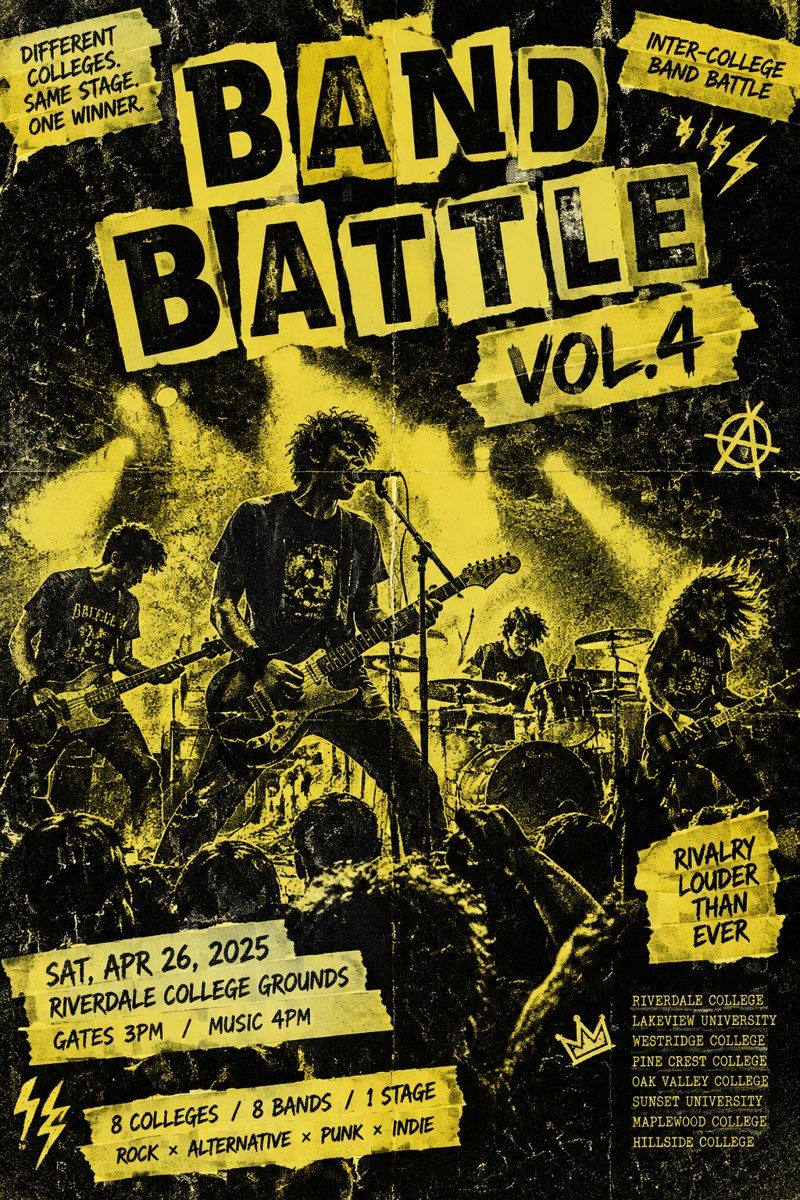 DIFFERENT
COLLEGES.
SAME STAGE.
ONE WINNER.
INTER-COLLEGE
BAND BATTLE
BAND
BATTLE
VOL.4
RIVALRY
LOUDER
THAN
EVER
SAT, APR 26, 2025
RIVERDALE COLLEGE GROUNDS
GATES 3PM / MUSIC 4PM
8 COLLEGES / 8 BANDS / 1 STAGE
ROCK × ALTERNATIVE × PUNK × INDIE
RIVERDALE COLLEGE
LAKEVIEW UNIVERSITY
WESTRIDGE COLLEGE
PINE CREST COLLEGE
OAK VALLEY COLLEGE
SUNSET UNIVERSITY
MAPLEWOOD COLLEGE
HILLSIDE COLLEGE